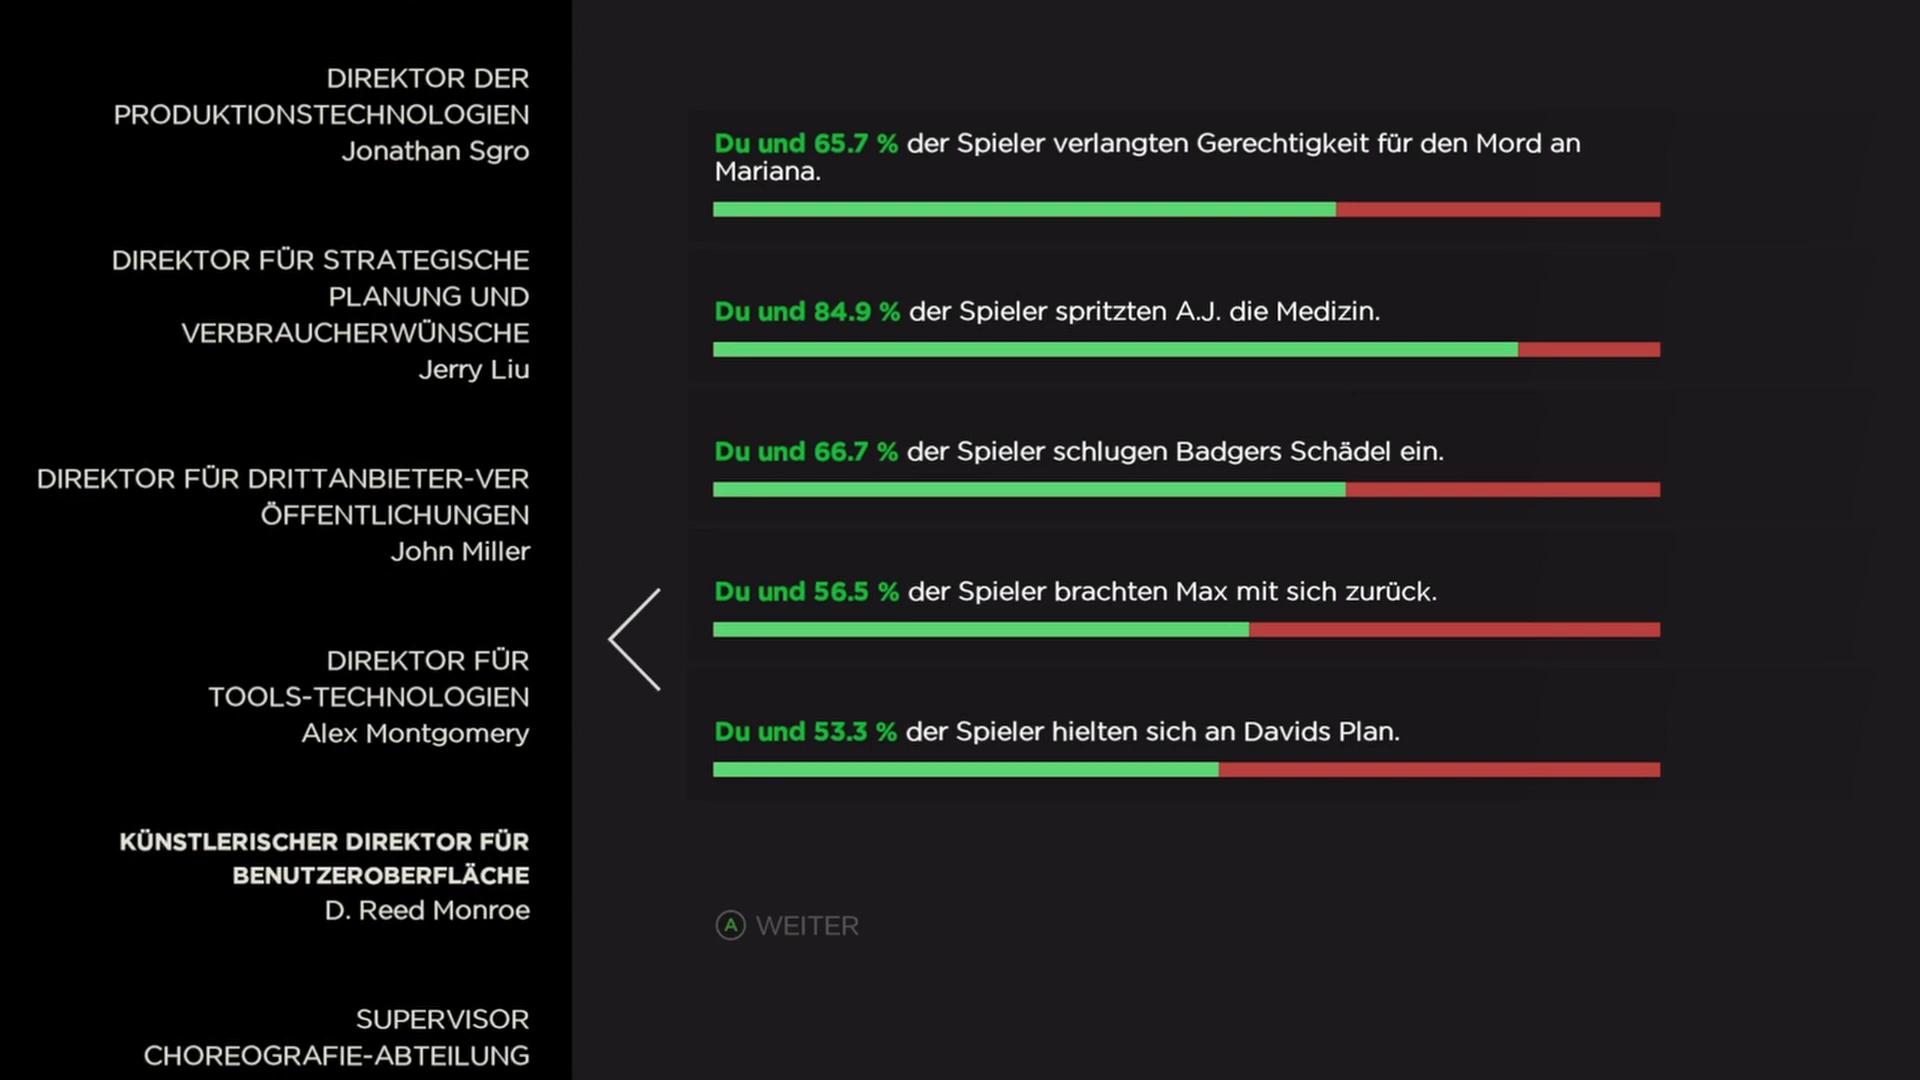 DIREKTOR DER
PRODUKTIONSTECHNOLOGIEN
Jonathan Sgro
DIREKTOR FÜR STRATEGISCHE
PLANUNG UND
VERBRAUCHERWÜNSCHE
Jerry Liu
DIREKTOR FÜR DRITTANBIETER-VER
ÖFFENTLICHUNGEN
John Miller
DIREKTOR FÜR
TOOLS-TECHNOLOGIEN
Alex Montgomery
KÜNSTLERISCHER DIREKTOR FÜR
BENUTZEROBERFLÄCHE
D. Reed Monroe
SUPERVISOR
CHOREOGRAFIE-ABTEILUNG
Du und 65.7 % der Spieler verlangten Gerechtigkeit für den Mord an
Mariana.
Du und 84.9 % der Spieler spritzten A.J. die Medizin.
Du und 66.7 % der Spieler schlugen Badgers Schädel ein.
Du und 56.5 % der Spieler brachten Max mit sich zurück.
Du und 53.3 % der Spieler hielten sich an Davids Plan.
A WEITER